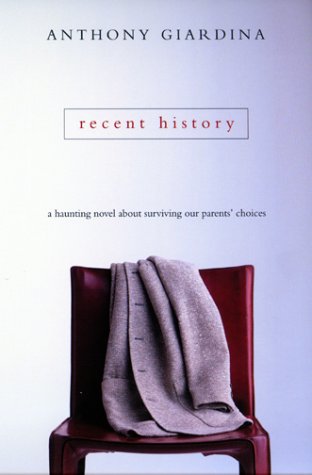 ANTHONY GIARDINA
recent history
a haunting novel about surviving our parents' choices